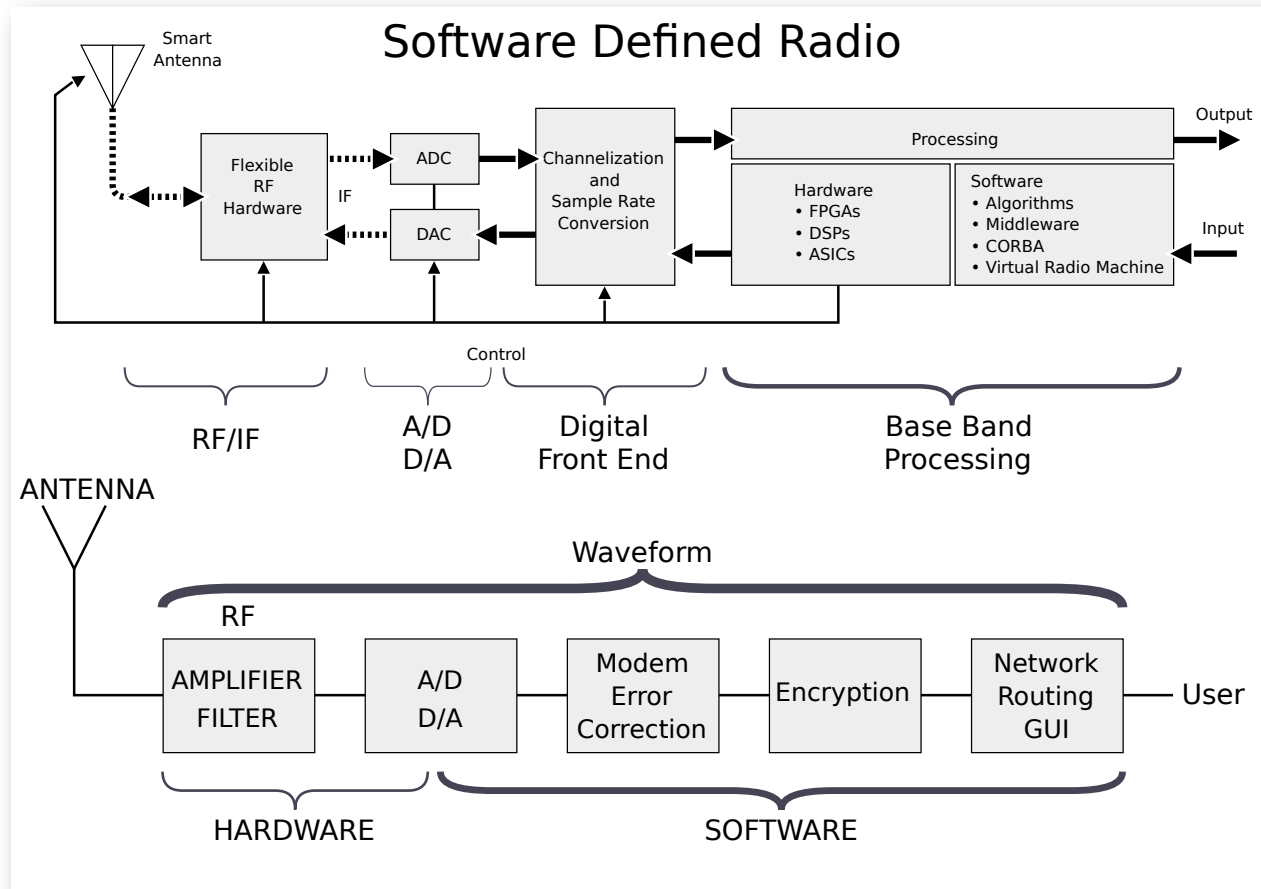 Software Defined Radio
Smart
Antenna
Flexible
RF
Hardware
IF
ADC
DAC
Channelization
and
Sample Rate
Conversion
Processing
Hardware
• FPGAs
• DSPs
• ASICs
Software
• Algorithms
• Middleware
• CORBA
• Virtual Radio Machine
Output
Input
Control
RF/IF
A/D
D/A
Digital
Front End
Base Band
Processing
ANTENNA
Waveform
RF
AMPLIFIER
FILTER
A/D
D/A
Modem
Error
Correction
Encryption
Network
Routing
GUI
User
HARDWARE
SOFTWARE